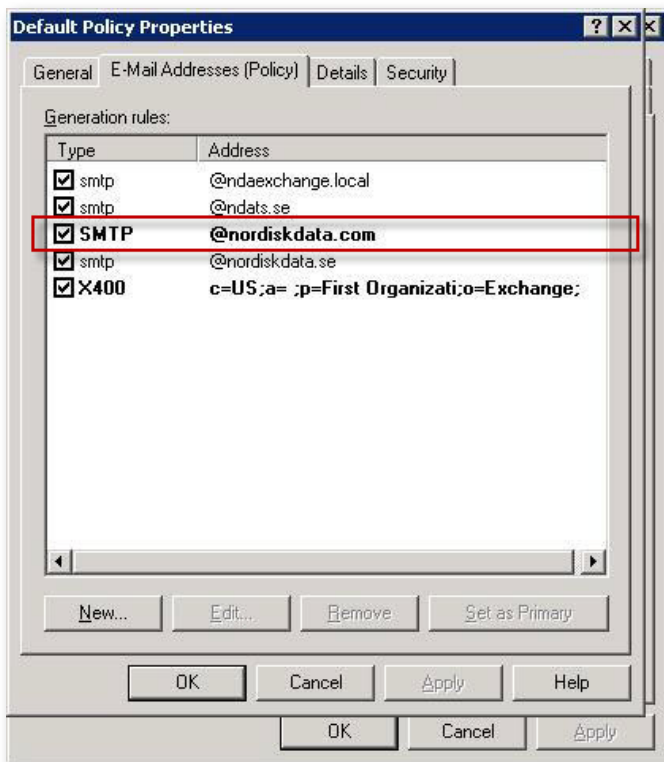 Default Policy Properties
General E-Mail Addresses (Policy) Details Security
Generation rules:
Type Address
smtp @ndaexchange.local
smtp @ndats.se
SMTP @nordiskdata.com
smtp @nordiskdata.se
X400 c=US;a= ;p=First Organizati;o=Exchange;
New... Edit... Remove Set as Primary
OK Cancel Apply Help
OK Cancel Apply